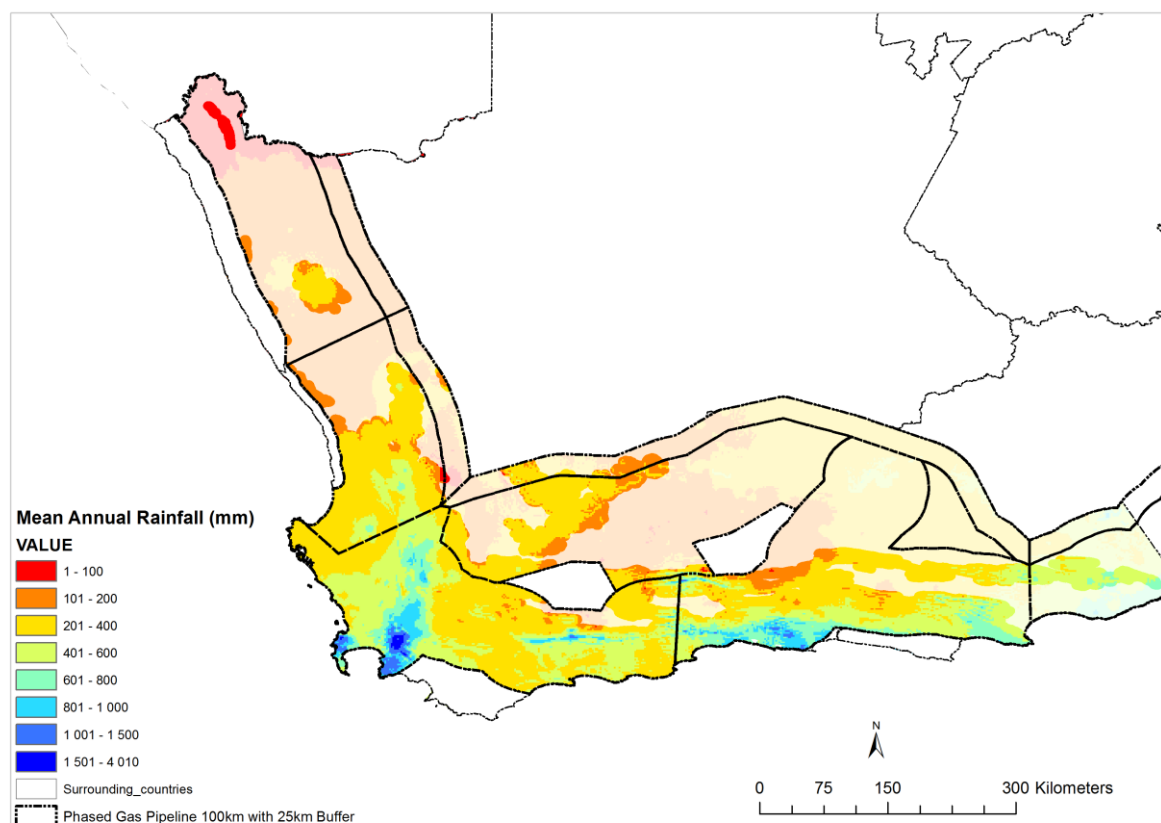 Mean Annual Rainfall (mm)
VALUE
1 - 100
101 - 200
201 - 400
401 - 600
601 - 800
801 - 1 000
1 001 - 1 500
1 501 - 4 010
Surrounding_countries
Phased Gas Pipeline 100km with 25km Buffer
N
0 75 150 300 Kilometers